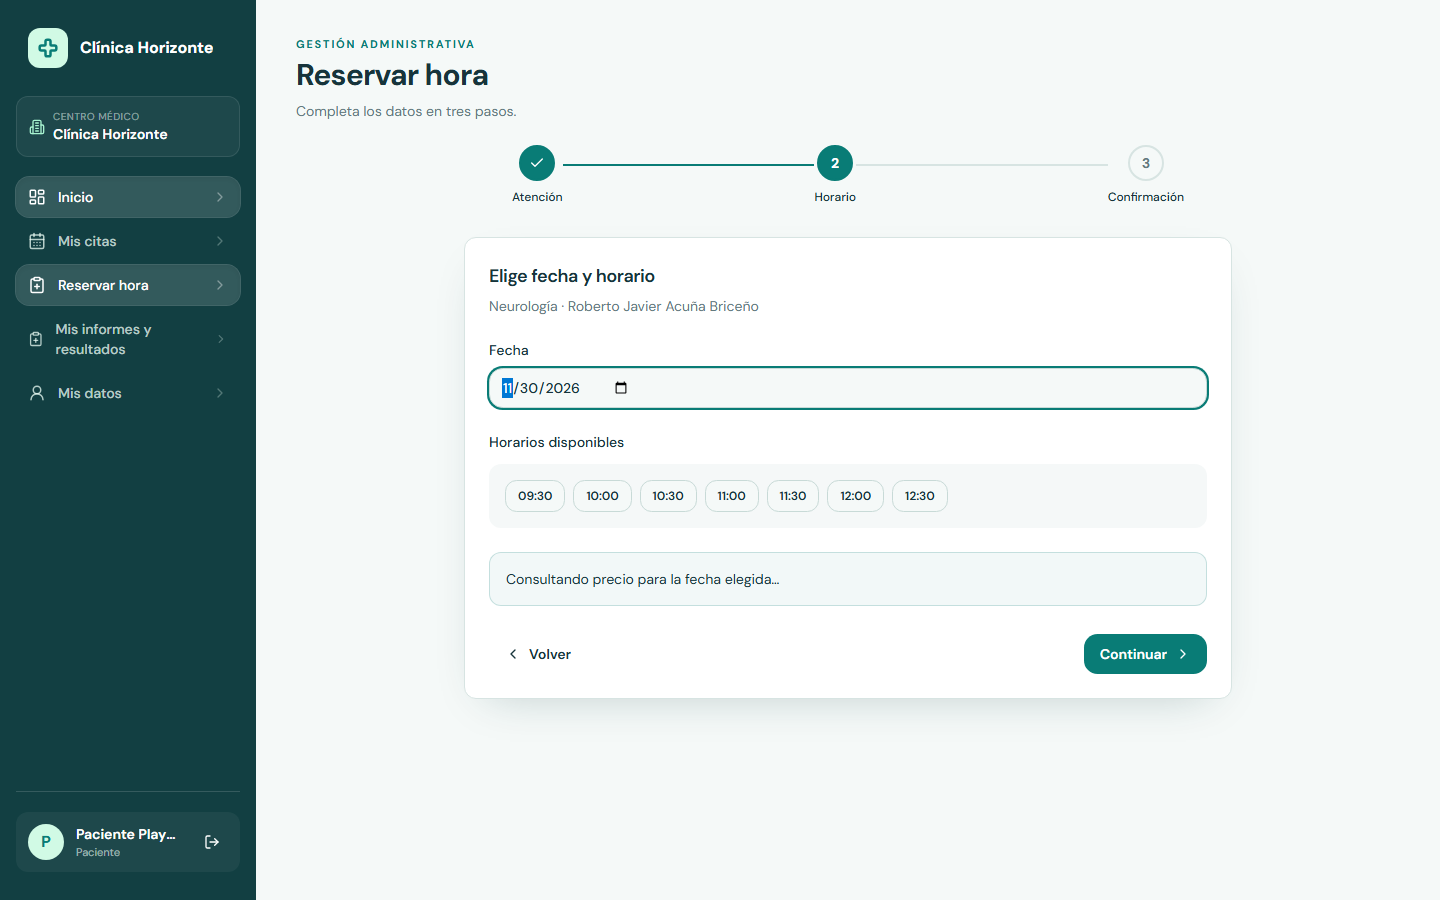 Clínica Horizonte
CENTRO MÉDICO
Clínica Horizonte
Inicio
Mis citas
Reservar hora
Mis informes y
resultados
Mis datos
P
Paciente Play...
Paciente
GESTIÓN ADMINISTRATIVA
Reservar hora
Completa los datos en tres pasos.
2
3
Atención
Horario
Confirmación
Elige fecha y horario
Neurología · Roberto Javier Acuña Briceño
Fecha
11/30/2026
Horarios disponibles
09:30 10:00 10:30 11:00 11:30 12:00 12:30
Consultando precio para la fecha elegida...
Volver
Continuar